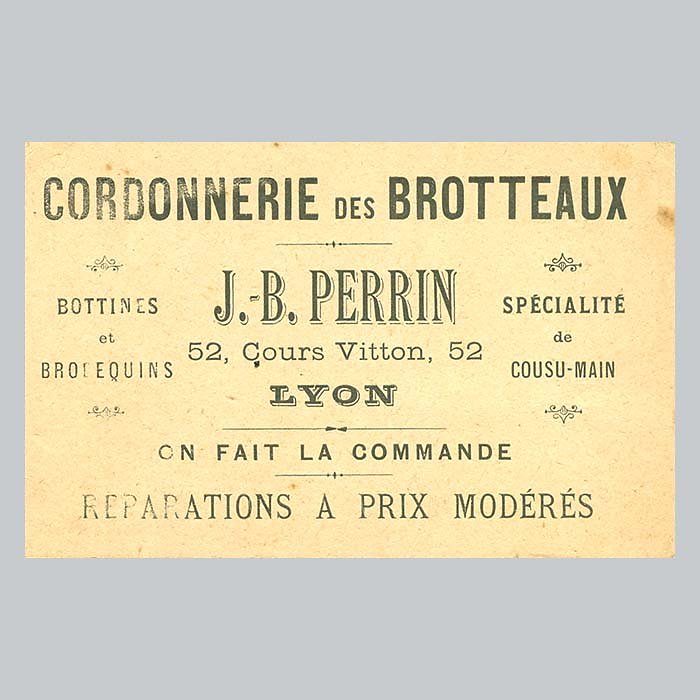 CORDONNERIE DES BROTTEAUX
J.-B. PERRIN
52, Cours Vitton, 52
LYON
BOTTINES
et
BRODEQUINS
SPÉCIALITÉ
de
COUSU-MAIN
ON FAIT LA COMMANDE
REPARATIONS A PRIX MODÉRÉS